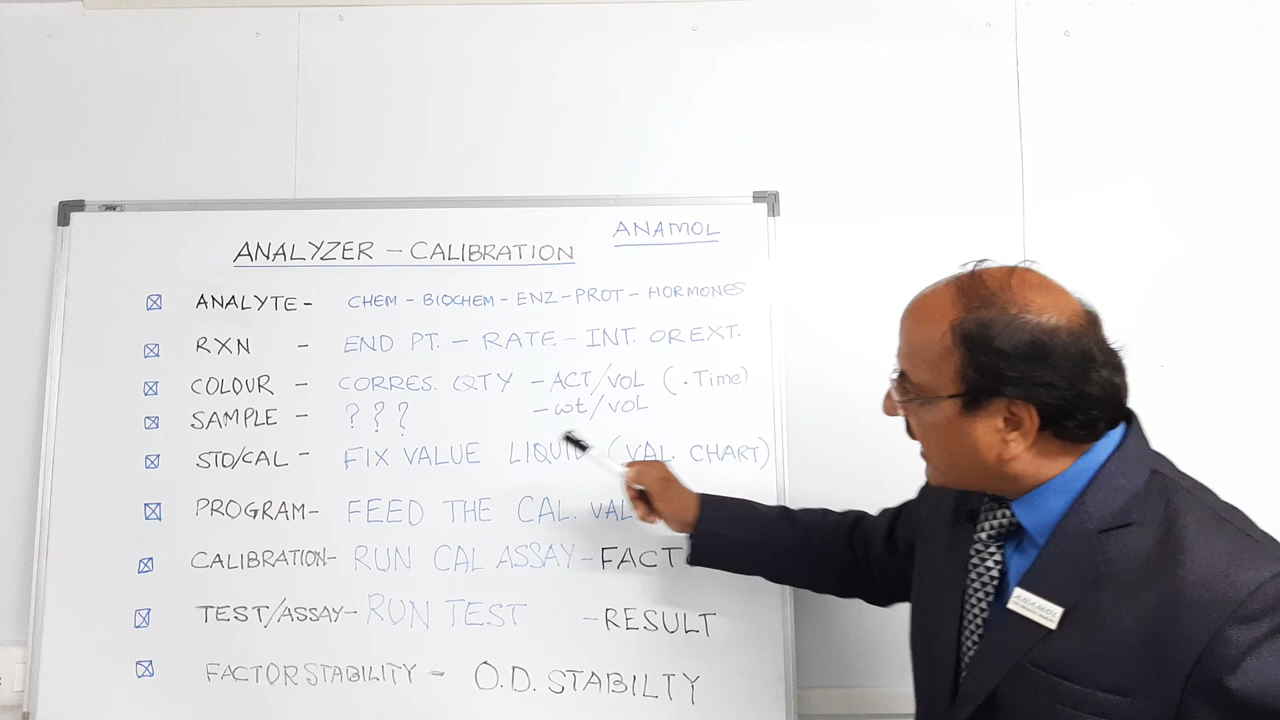 ANAMOL
ANALYZER - CALIBRATION
ANALYTE - CHEM - BIOCHEM - ENZ - PROT - HORMONES
RXN - END PT. - RATE - INT. OR EXT.
COLOUR - CORRES. QTY - ACT/VOL (. Time)
- wt/VOL
SAMPLE - ? ? ?
STD/CAL - FIX VALUE LIQUID (VAL. CHART)
PROGRAM - FEED THE CAL. VAL
CALIBRATION - RUN CAL ASSAY - FACT
TEST/ASSAY - RUN TEST - RESULT
FACTOR STABILITY - O.D. STABILTY
ANAMOL